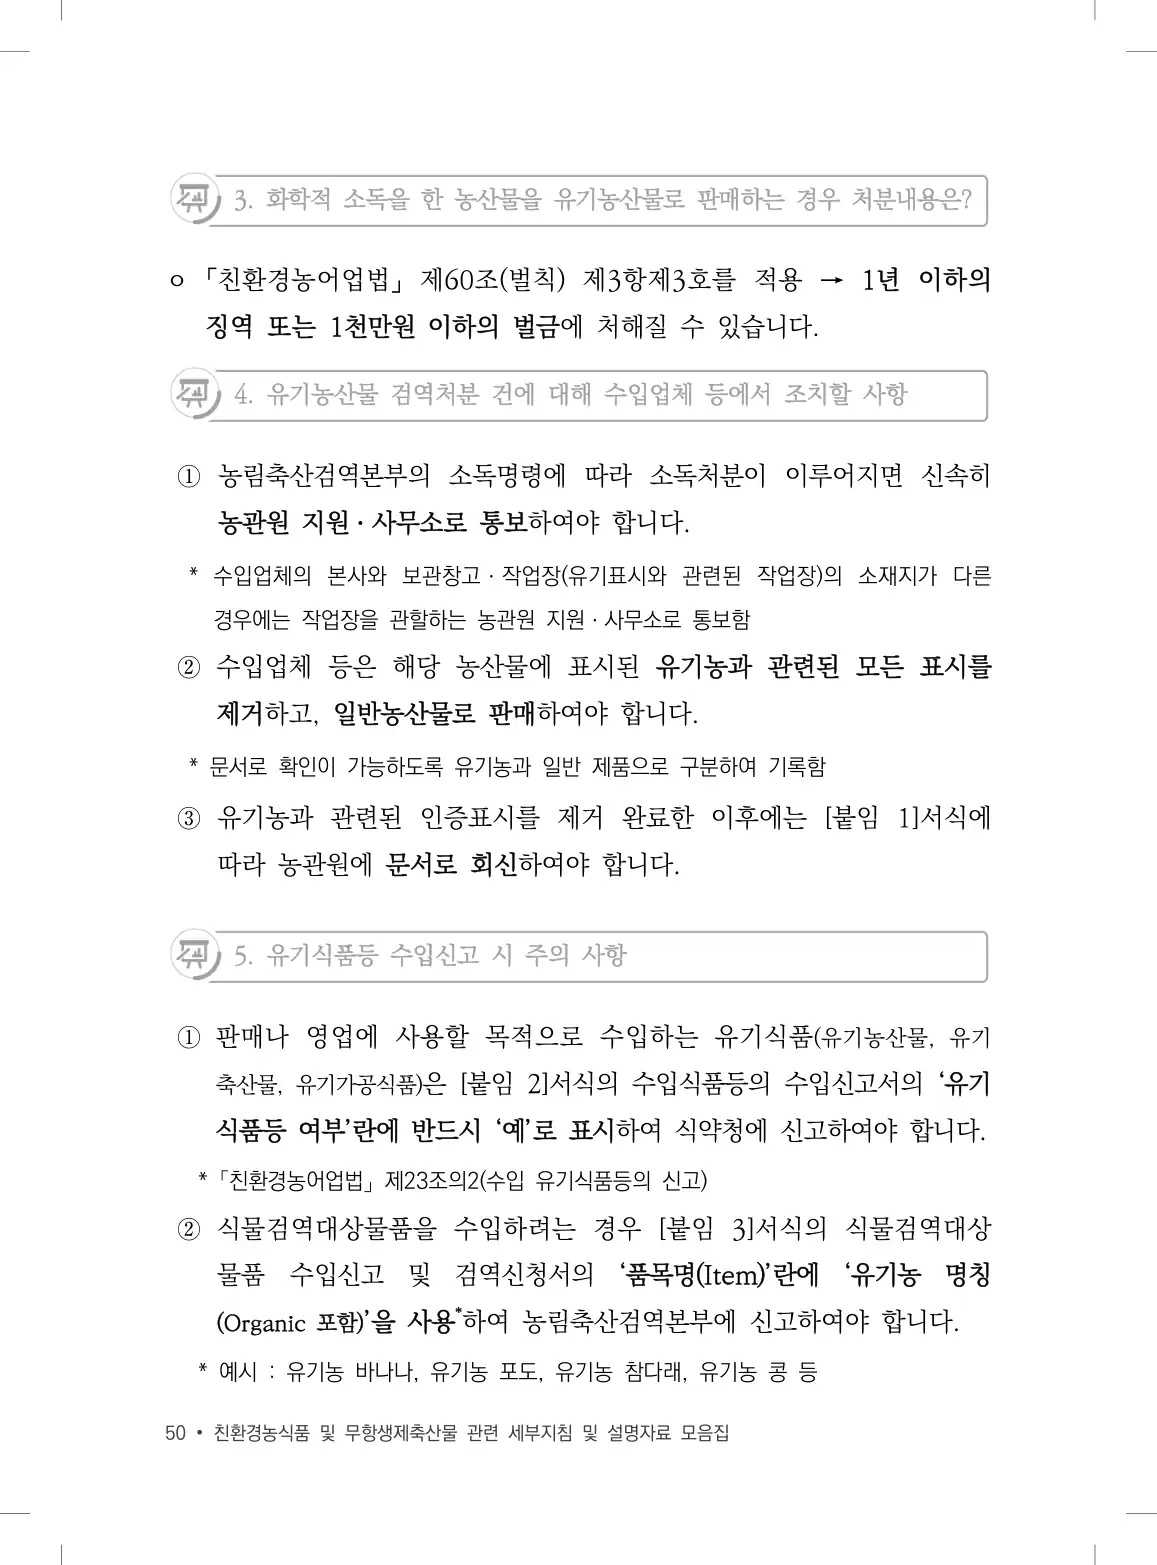 3. 화학적 소독을 한 농산물을 유기농산물로 판매하는 경우 처분내용은?
ㅇ 「친환경농어업법」 제60조(벌칙) 제3항제3호를 적용 → 1년 이하의
징역 또는 1천만원 이하의 벌금에 처해질 수 있습니다.
4. 유기농산물 검역처분 건에 대해 수입업체 등에서 조치할 사항
① 농림축산검역본부의 소독명령에 따라 소독처분이 이루어지면 신속히
농관원 지원·사무소로 통보하여야 합니다.
* 수입업체의 본사와 보관창고·작업장(유기표시와 관련된 작업장)의 소재지가 다른
경우에는 작업장을 관할하는 농관원 지원·사무소로 통보함
② 수입업체 등은 해당 농산물에 표시된 유기농과 관련된 모든 표시를
제거하고, 일반농산물로 판매하여야 합니다.
* 문서로 확인이 가능하도록 유기농과 일반 제품으로 구분하여 기록함
③ 유기농과 관련된 인증표시를 제거 완료한 이후에는 [붙임 1]서식에
따라 농관원에 문서로 회신하여야 합니다.
5. 유기식품등 수입신고 시 주의 사항
① 판매나 영업에 사용할 목적으로 수입하는 유기식품(유기농산물, 유기
축산물, 유기가공식품)은 [붙임 2]서식의 수입식품등의 수입신고서의 ‘유기
식품등 여부’란에 반드시 ‘예’로 표시하여 식약청에 신고하여야 합니다.
*「친환경농어업법」제23조의2(수입 유기식품등의 신고)
② 식물검역대상물품을 수입하려는 경우 [붙임 3]서식의 식물검역대상
물품 수입신고 및 검역신청서의 ‘품목명(Item)’란에 ‘유기농 명칭
(Organic 포함)’을 사용*하여 농림축산검역본부에 신고하여야 합니다.
* 예시 : 유기농 바나나, 유기농 포도, 유기농 참다래, 유기농 콩 등
50 • 친환경농식품 및 무항생제축산물 관련 세부지침 및 설명자료 모음집